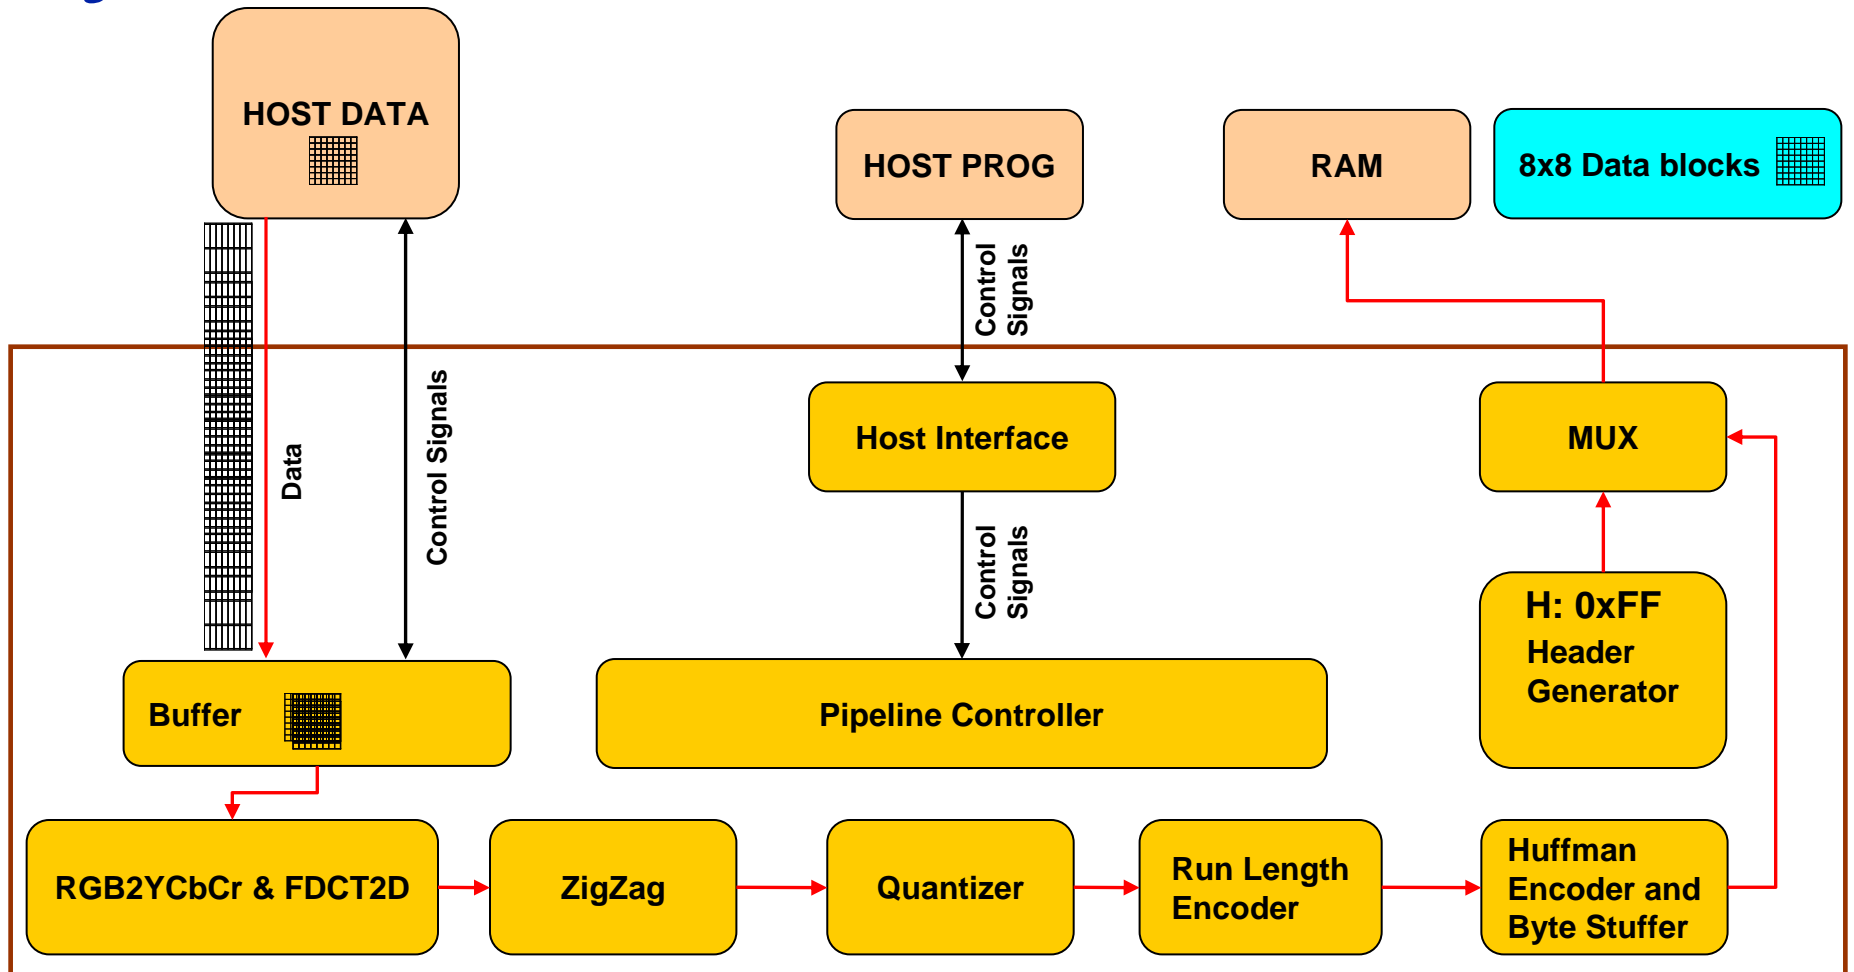 HOST DATA
HOST PROG
RAM
8x8 Data blocks
Control
Signals
Data
Control Signals
Host Interface
MUX
Control
Signals
H: 0xFF
Header
Generator
Buffer
Pipeline Controller
RGB2YCbCr & FDCT2D
ZigZag
Quantizer
Run Length
Encoder
Huffman
Encoder and
Byte Stuffer